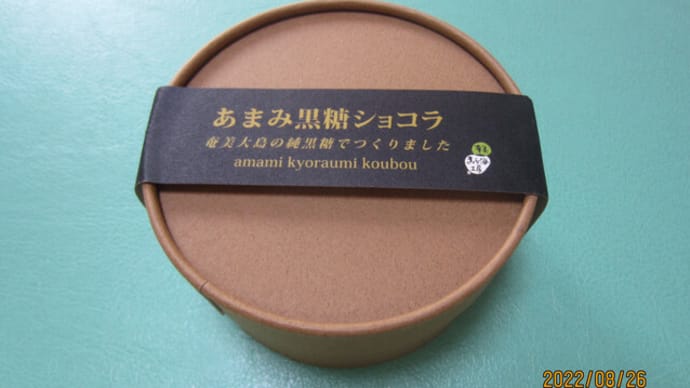 あまみ黒糖ショコラ
奄美大島の純黒糖でつくりました
amami kyoraumi koubou
2022/08/26